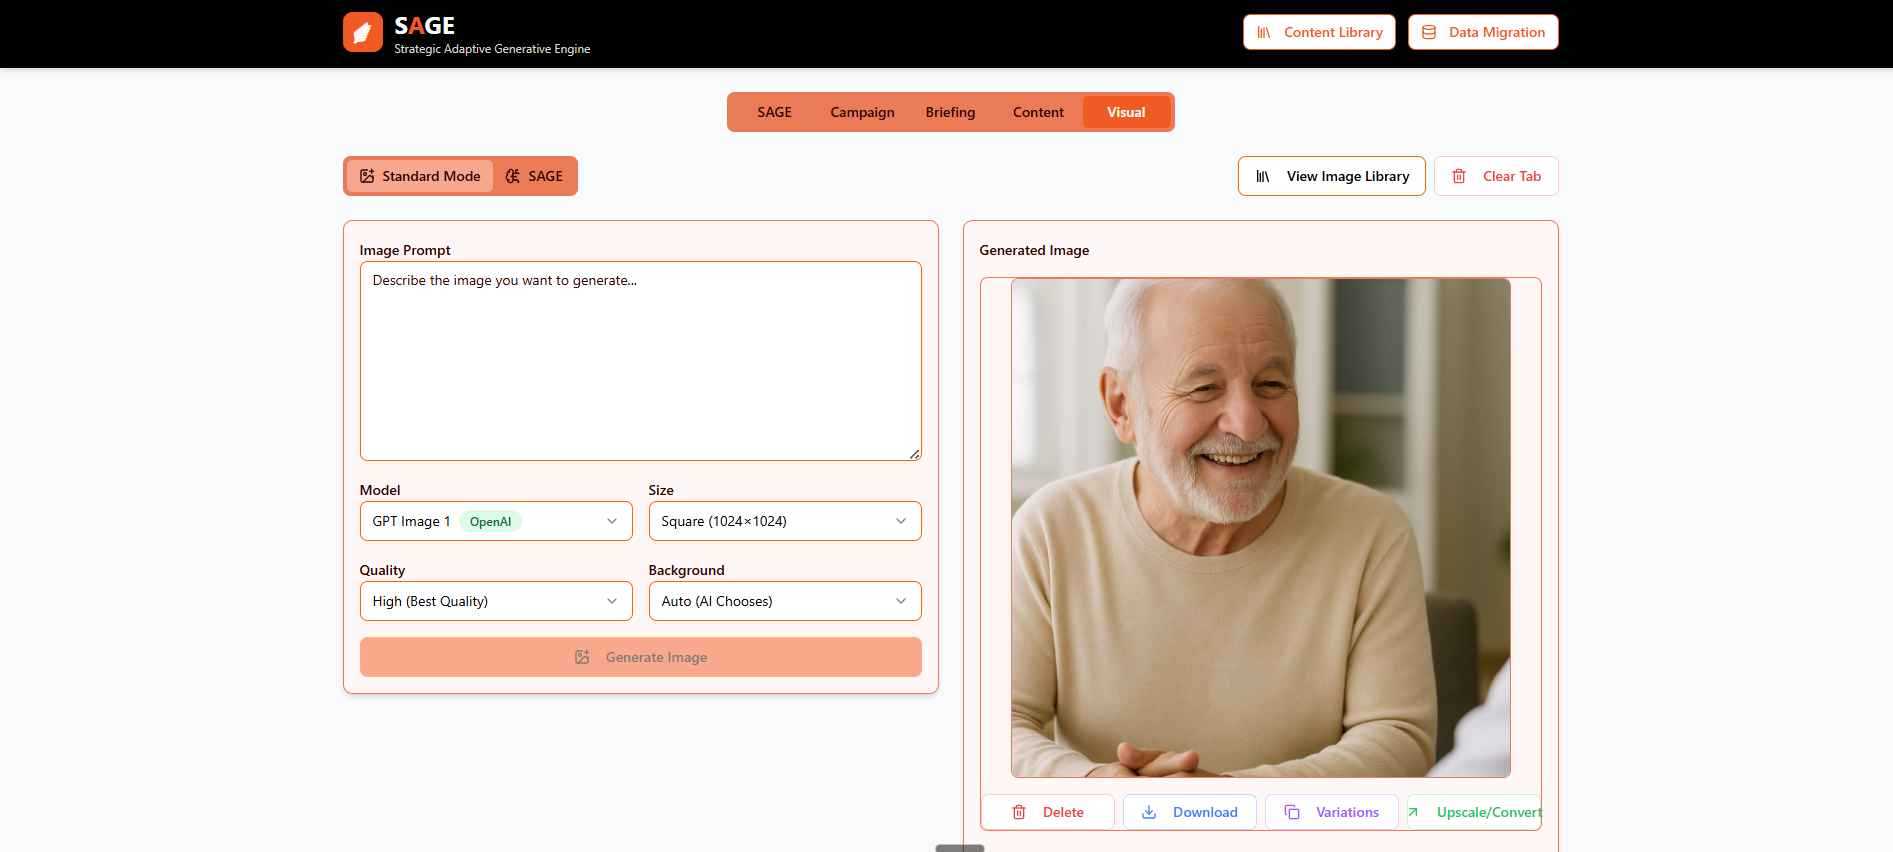 SAGE
Strategic Adaptive Generative Engine
Content Library
Data Migration
SAGE
Campaign
Briefing
Content
Visual
Standard Mode
SAGE
View Image Library
Clear Tab
Image Prompt
Describe the image you want to generate...
Model
Size
GPT Image 1 OpenAI
Square (1024×1024)
Quality
Background
High (Best Quality)
Auto (AI Chooses)
Generate Image
Generated Image
Delete
Download
Variations
Upscale/Convert